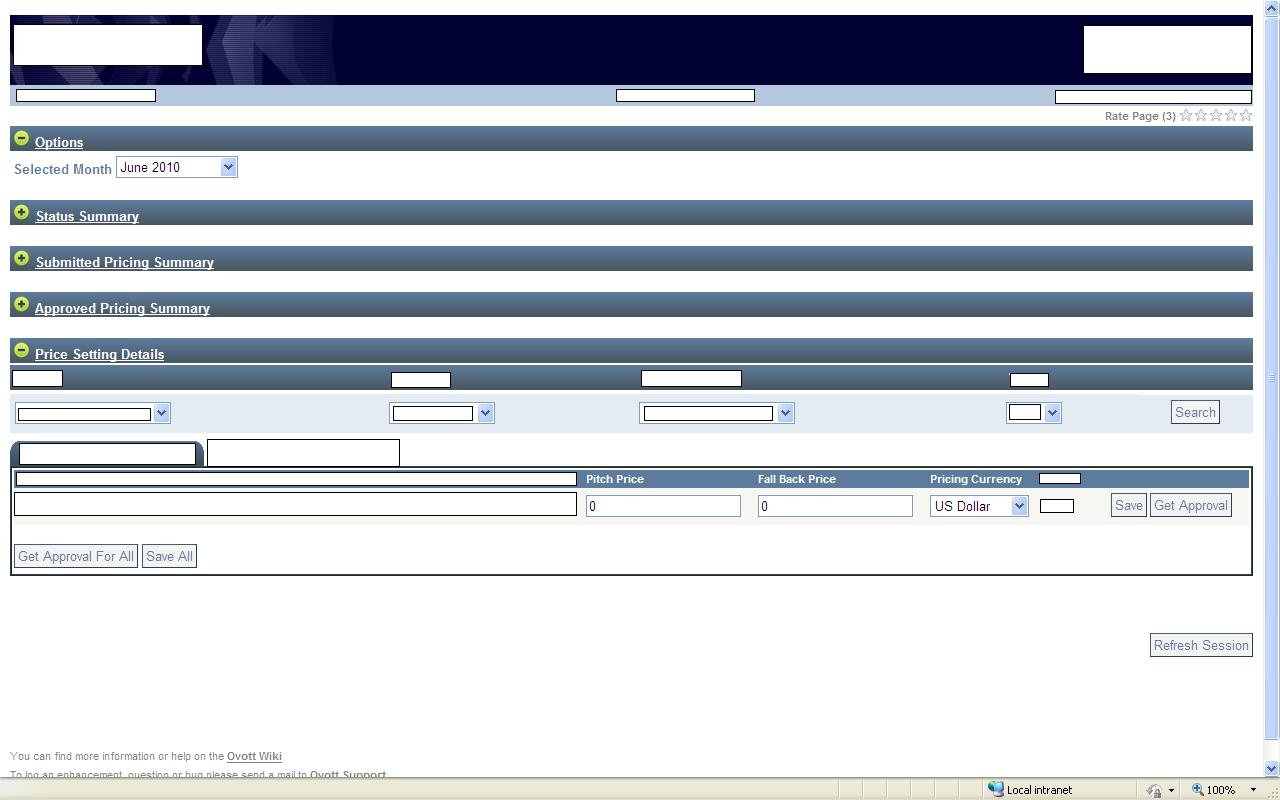 Rate Page (3)
Options
Selected Month June 2010
Status Summary
Submitted Pricing Summary
Approved Pricing Summary
Price Setting Details
Search
Pitch Price Fall Back Price Pricing Currency
0 0 US Dollar Save Get Approval
Get Approval For All Save All
Refresh Session
You can find more information or help on the Ovott Wiki
To log an enhancement, question or bug please send a mail to Ovott Support
Local intranet 100%